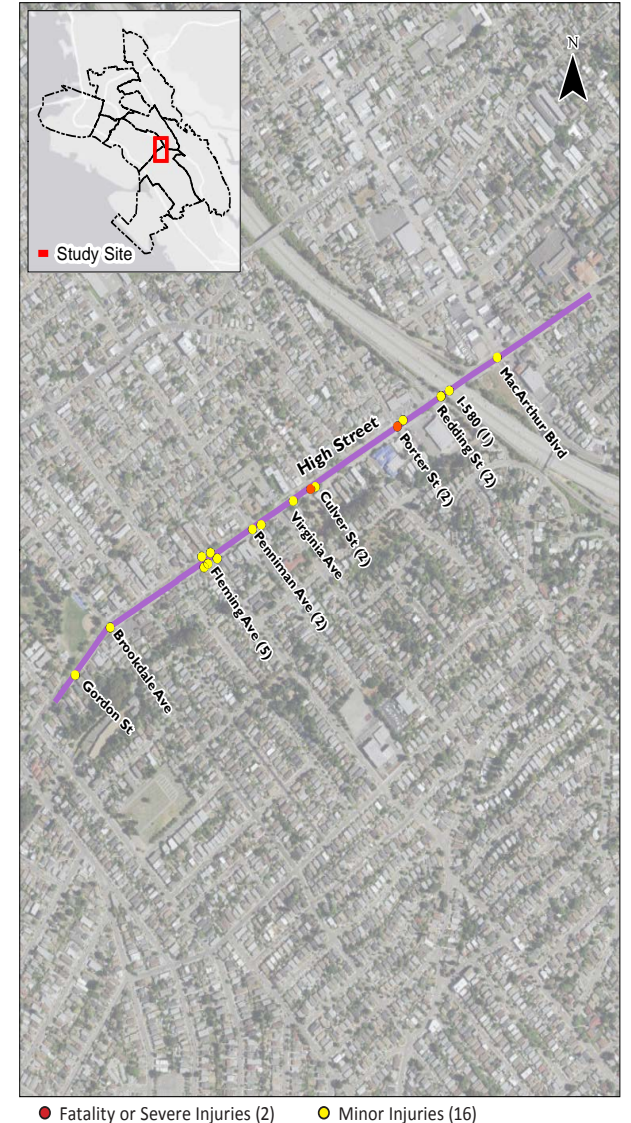 N
Study Site
MacArthur Blvd
I-580 (1)
Redding St (2)
High Street
Porter St (2)
Culver St (2)
Virginia Ave
Penniman Ave (2)
Fleming Ave (5)
Brookdale Ave
Gordon St
Fatality or Severe Injuries (2)
Minor Injuries (16)